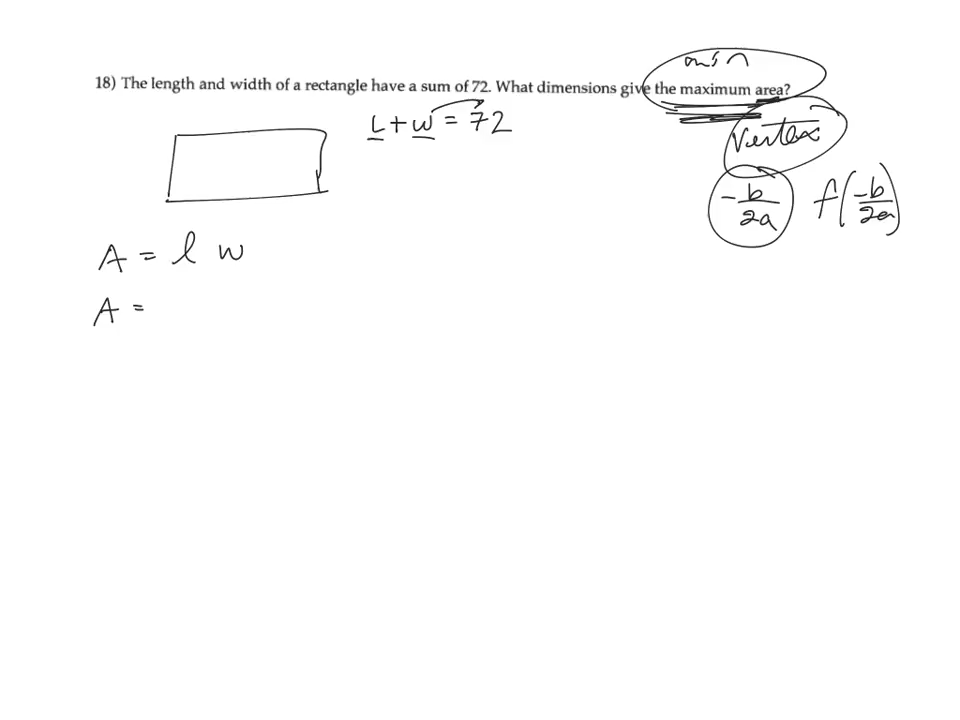 18) The length and width of a rectangle have a sum of 72. What dimensions give the maximum area?
L + w = 72
Vertex
-b/2a f(-b/2a)
A = l w
A =